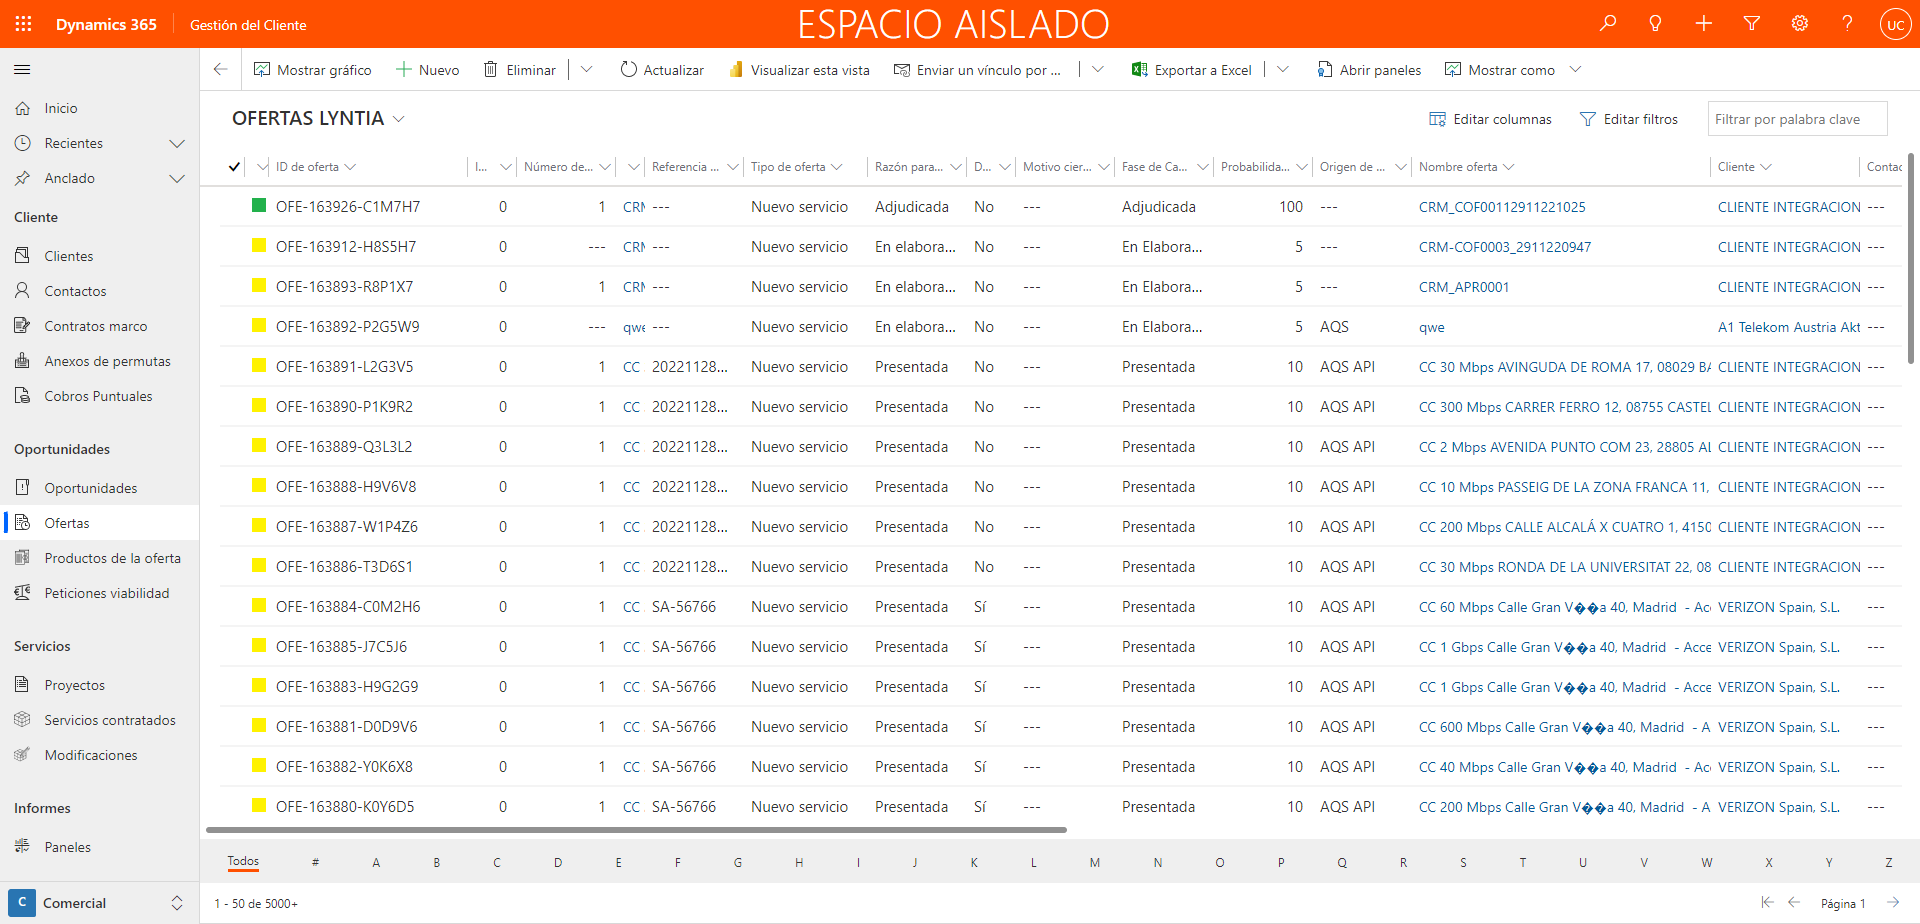 Dynamics 365 Gestión del Cliente ESPACIO AISLADO UC
Mostrar gráfico Nuevo Eliminar Actualizar Visualizar esta vista Enviar un vínculo por ... Exportar a Excel Abrir paneles Mostrar como
Inicio
Recientes
Anclado
Cliente
Clientes
Contactos
Contratos marco
Anexos de permutas
Cobros Puntuales
Oportunidades
Oportunidades
Ofertas
Productos de la oferta
Peticiones viabilidad
Servicios
Proyectos
Servicios contratados
Modificaciones
Informes
Paneles
C Comercial
OFERTAS LYNTIA Editar columnas Editar filtros Filtrar por palabra clave
ID de oferta I... Número de... Referencia ... Tipo de oferta Razón para... D... Motivo cier... Fase de Ca... Probabilida... Origen de ... Nombre oferta Cliente Contac
OFE-163926-C1M7H7 0 1 CRM --- Nuevo servicio Adjudicada No --- Adjudicada 100 --- CRM_COF00112911221025 CLIENTE INTEGRACION ---
OFE-163912-H8S5H7 0 --- CRM --- Nuevo servicio En elabora... No --- En Elabora... 5 --- CRM-COF0003_2911220947 CLIENTE INTEGRACION ---
OFE-163893-R8P1X7 0 1 CRM --- Nuevo servicio En elabora... No --- En Elabora... 5 --- CRM_APR0001 CLIENTE INTEGRACION ---
OFE-163892-P2G5W9 0 --- qwe --- Nuevo servicio En elabora... No --- En Elabora... 5 AQS qwe A1 Telekom Austria Akt ---
OFE-163891-L2G3V5 0 1 CC 20221128... Nuevo servicio Presentada No --- Presentada 10 AQS API CC 30 Mbps AVINGUDA DE ROMA 17, 08029 BA CLIENTE INTEGRACION ---
OFE-163890-P1K9R2 0 1 CC 20221128... Nuevo servicio Presentada No --- Presentada 10 AQS API CC 300 Mbps CARRER FERRO 12, 08755 CASTEL CLIENTE INTEGRACION ---
OFE-163889-Q3L3L2 0 1 CC 20221128... Nuevo servicio Presentada No --- Presentada 10 AQS API CC 2 Mbps AVENIDA PUNTO COM 23, 28805 AL CLIENTE INTEGRACION ---
OFE-163888-H9V6V8 0 1 CC 20221128... Nuevo servicio Presentada No --- Presentada 10 AQS API CC 10 Mbps PASSEIG DE LA ZONA FRANCA 11, CLIENTE INTEGRACION ---
OFE-163887-W1P4Z6 0 1 CC 20221128... Nuevo servicio Presentada No --- Presentada 10 AQS API CC 200 Mbps CALLE ALCALÁ X CUATRO 1, 4150 CLIENTE INTEGRACION ---
OFE-163886-T3D6S1 0 1 CC 20221128... Nuevo servicio Presentada No --- Presentada 10 AQS API CC 30 Mbps RONDA DE LA UNIVERSITAT 22, 08 CLIENTE INTEGRACION ---
OFE-163884-C0M2H6 0 1 CC SA-56766 Nuevo servicio Presentada Sí --- Presentada 10 AQS API CC 60 Mbps Calle Gran V��a 40, Madrid - Acc VERIZON Spain, S.L. ---
OFE-163885-J7C5J6 0 1 CC SA-56766 Nuevo servicio Presentada Sí --- Presentada 10 AQS API CC 1 Gbps Calle Gran V��a 40, Madrid - Acce VERIZON Spain, S.L. ---
OFE-163883-H9G2G9 0 1 CC SA-56766 Nuevo servicio Presentada Sí --- Presentada 10 AQS API CC 1 Gbps Calle Gran V��a 40, Madrid - Acce VERIZON Spain, S.L. ---
OFE-163881-D0D9V6 0 1 CC SA-56766 Nuevo servicio Presentada Sí --- Presentada 10 AQS API CC 600 Mbps Calle Gran V��a 40, Madrid - A VERIZON Spain, S.L. ---
OFE-163882-Y0K6X8 0 1 CC SA-56766 Nuevo servicio Presentada Sí --- Presentada 10 AQS API CC 40 Mbps Calle Gran V��a 40, Madrid - Acc VERIZON Spain, S.L. ---
OFE-163880-K0Y6D5 0 1 CC SA-56766 Nuevo servicio Presentada Sí --- Presentada 10 AQS API CC 200 Mbps Calle Gran V��a 40, Madrid - A VERIZON Spain, S.L. ---
Todos # A B C D E F G H I J K L M N O P Q R S T U V W X Y Z
1 - 50 de 5000+ Página 1